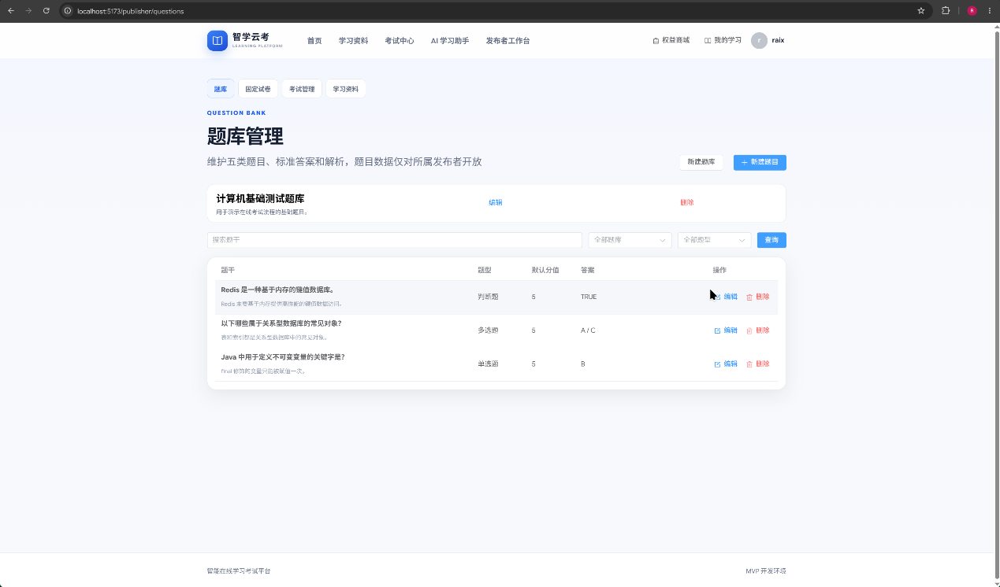 localhost:5173/publisher/questions
R
智学云考
LEARNING PLATFORM
首页 学习资料 考试中心 AI 学习助手 发布者工作台 权益商城 我的学习 r raix
题库 固定试卷 考试管理 学习资料
QUESTION BANK
题库管理
维护五类题目、标准答案和解析，题目数据仅对所属发布者开放
新建题库 新建题目
计算机基础测试题库
用于演示在线考试流程的基础题目。
编辑 删除
搜索题干 全部题库 全部题型 查询
题干 题型 默认分值 答案 操作
Redis 是一种基于内存的键值数据库。
Redis 主要基于内存提供高性能的键值数据访问。
判断题 5 TRUE 编辑 删除
以下哪些属于关系型数据库的常见对象?
表和索引都是关系型数据库中的常见对象。
多选题 5 A / C 编辑 删除
Java 中用于定义不可变变量的关键字是?
final 修饰的变量只能被赋值一次。
单选题 5 B 编辑 删除
智能在线学习考试平台 MVP 开发环境